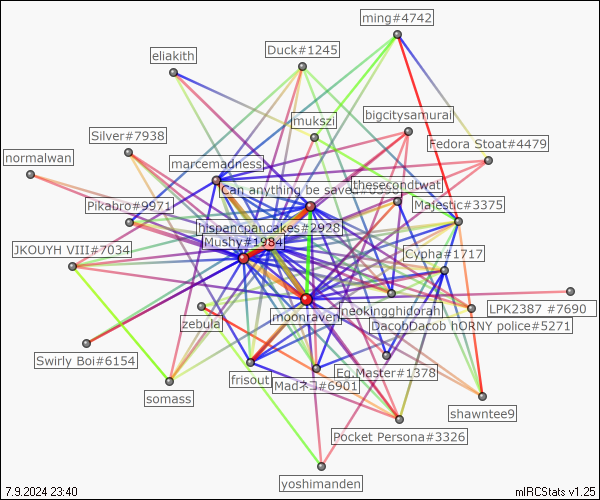 ming#4742
Duck#1245
eliakith
bigcitysamurai
mukszi
Silver#7938
Fedora Stoat#4479
normalwan
marcemadness
thesecondtwat
Can anything be save
Pikabro#9971
Majestic#3375
hispancpancakes#2928
Mushy#1984
JKOUYH VIII#7034
Cypha#1717
neokingghidorah
LPK2387 #7690
moonraven
zebula
DacobDacob hORNY police#5271
Swirly Boi#6154
Eg.Master#1378
frisout
Madネコ#6901
somass
shawntee9
Pocket Persona#3326
yoshimanden
7.9.2024 23:40
mIRCStats v1.25